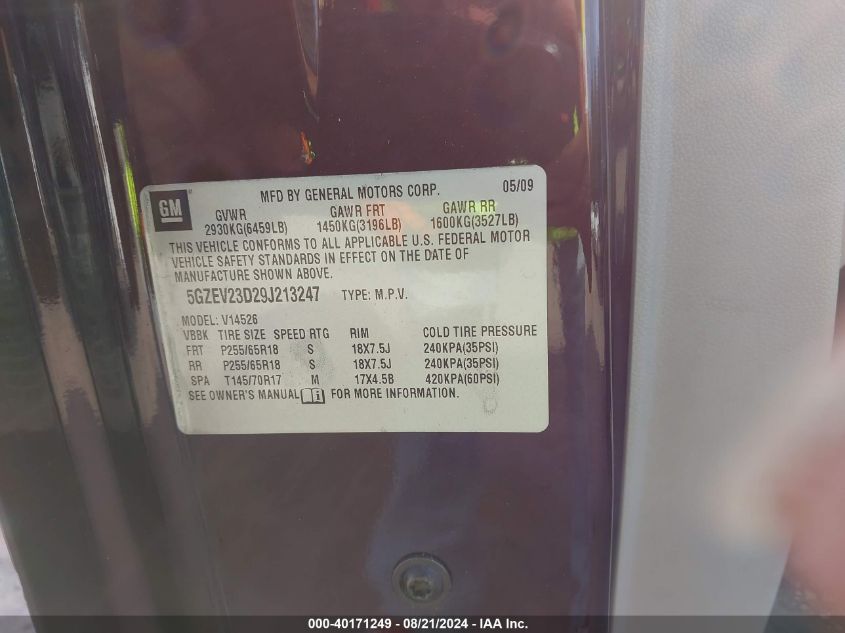 GM
MFD BY GENERAL MOTORS CORP. 05/09
GVWR GAWR FRT GAWR RR
2930KG(6459LB) 1450KG(3196LB) 1600KG(3527LB)
THIS VEHICLE CONFORMS TO ALL APPLICABLE U.S. FEDERAL MOTOR
VEHICLE SAFETY STANDARDS IN EFFECT ON THE DATE OF
MANUFACTURE SHOWN ABOVE.
5GZEV23D29J213247 TYPE: M.P.V.
MODEL: V14526
VBBK TIRE SIZE SPEED RTG RIM COLD TIRE PRESSURE
FRT P255/65R18 S 18X7.5J 240KPA(35PSI)
RR P255/65R18 S 18X7.5J 240KPA(35PSI)
SPA T145/70R17 M 17X4.5B 420KPA(60PSI)
SEE OWNER'S MANUAL FOR MORE INFORMATION.
000-40171249 - 08/21/2024 - IAA Inc.